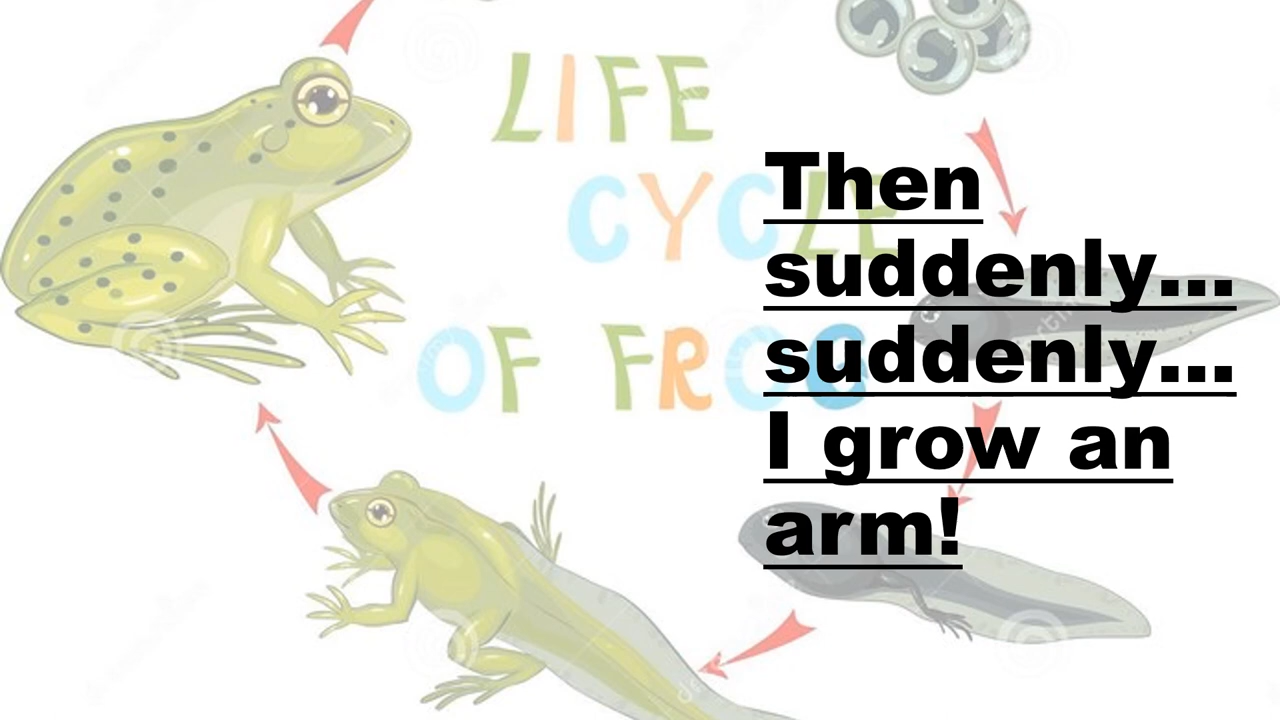 LIFE
CYCLE
OF FROG
Then
suddenly...
suddenly...
I grow an
arm!